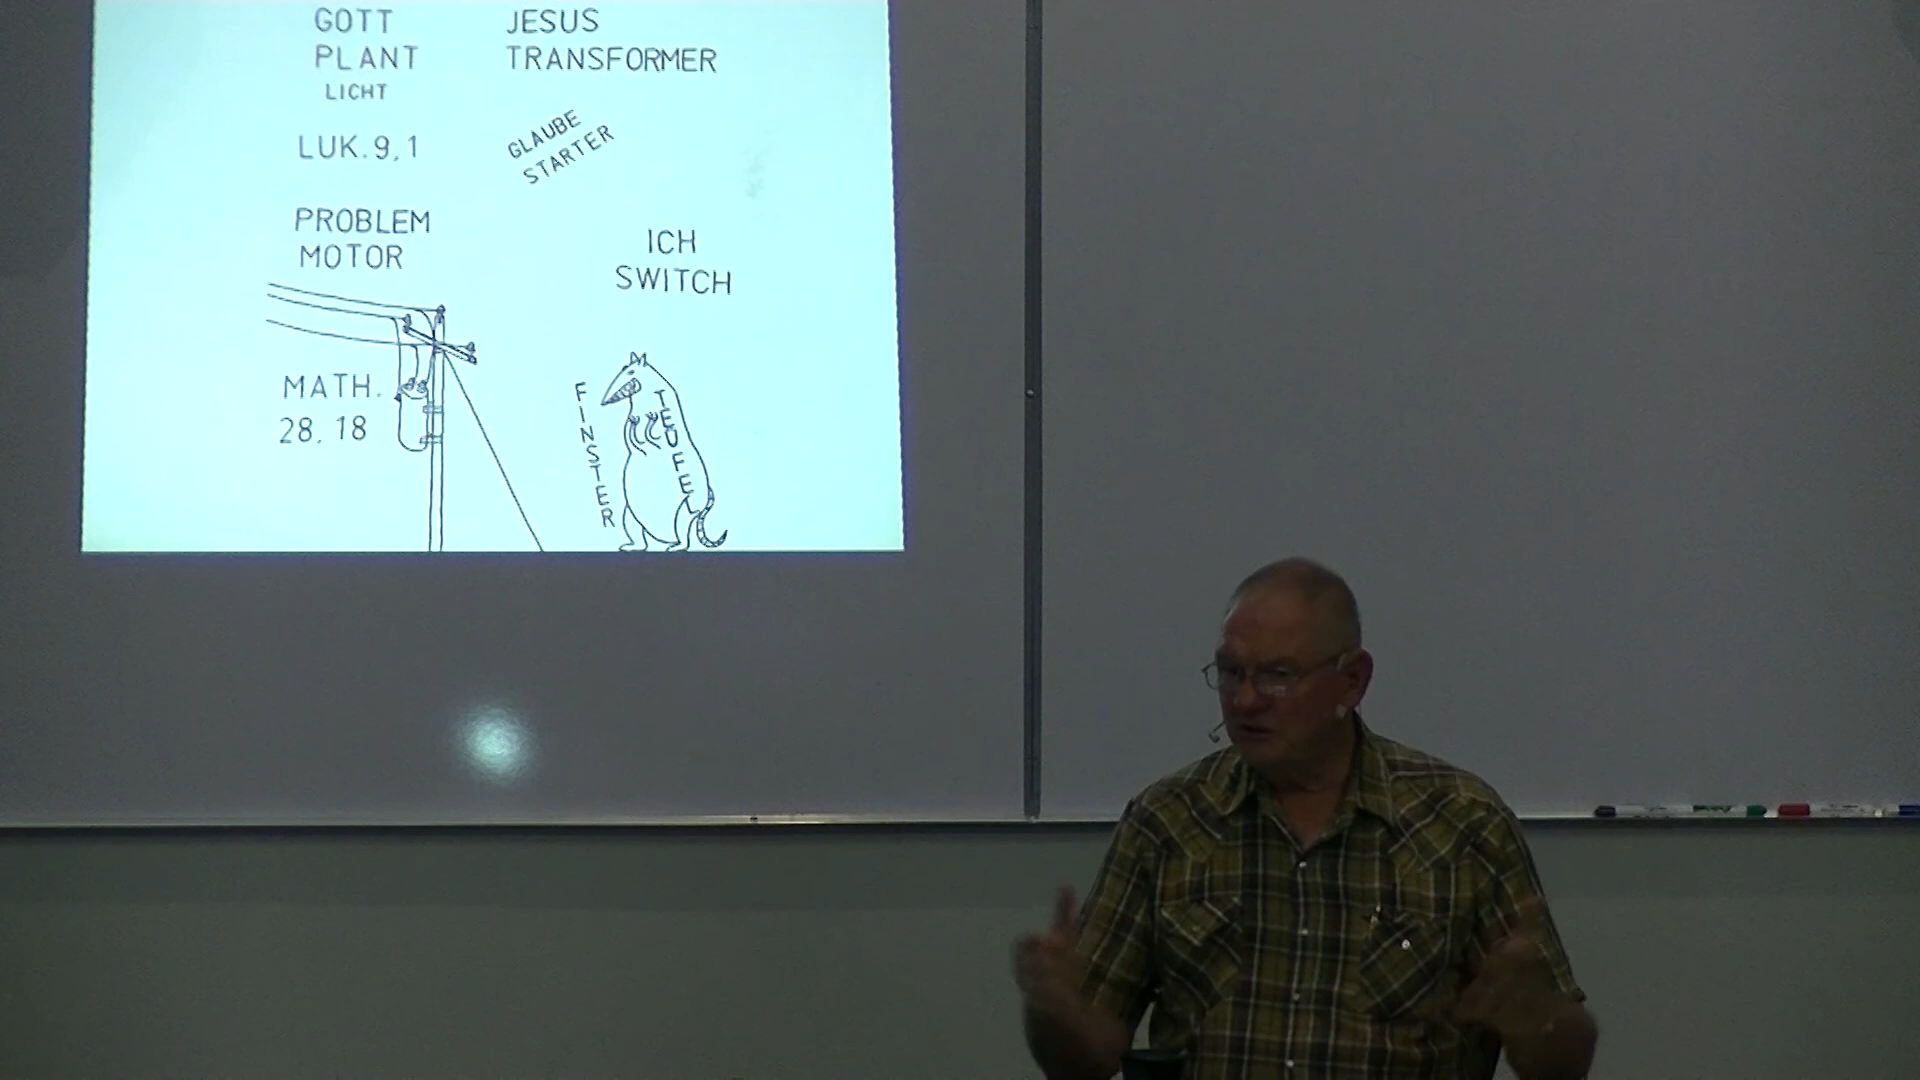 GOTT
PLANT
LICHT
JESUS
TRANSFORMER
LUK. 9,1
GLAUBE
STARTER
PROBLEM
MOTOR
ICH
SWITCH
MATH.
28,18
FINSTER
TEUFEL